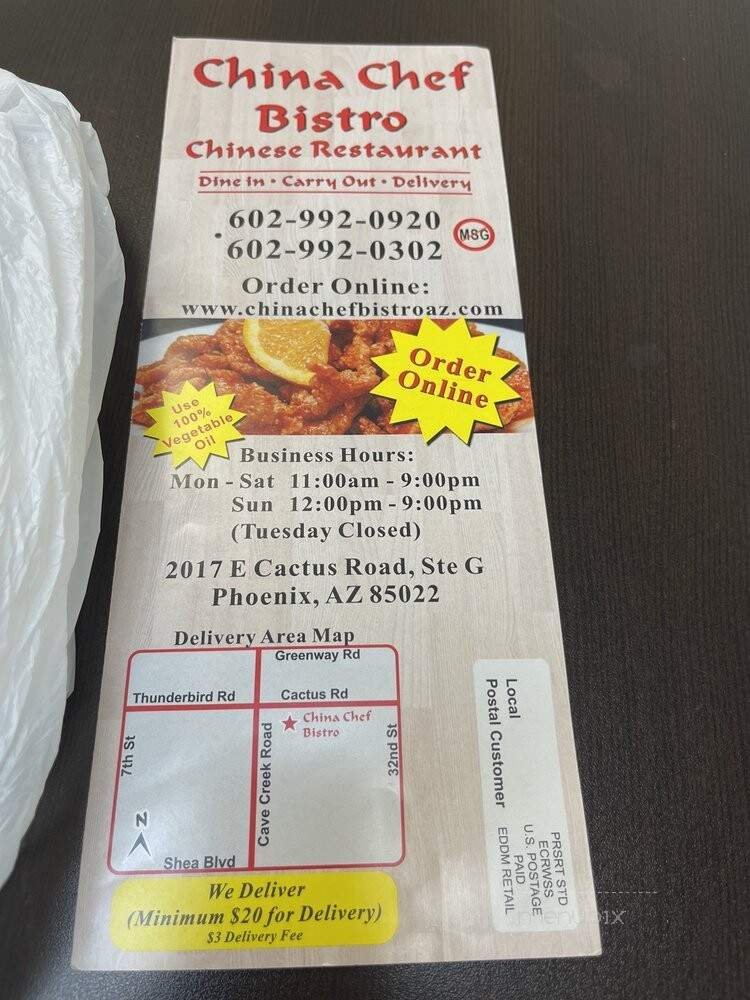 China Chef
Bistro
Chinese Restaurant
Dine in • Carry Out • Delivery
602-992-0920
602-992-0302
MSG
Order Online:
www.chinachefbistroaz.com
Order
Online
Use
100%
Vegetable
Oil
Business Hours:
Mon - Sat 11:00am - 9:00pm
Sun 12:00pm - 9:00pm
(Tuesday Closed)
2017 E Cactus Road, Ste G
Phoenix, AZ 85022
Delivery Area Map
Greenway Rd
Thunderbird Rd
Cactus Rd
China Chef
Bistro
7th St
Cave Creek Road
32nd St
N
Shea Blvd
Local
Postal Customer
PRSRT STD
ECRWSS
U.S. POSTAGE
PAID
EDDM RETAIL
We Deliver
(Minimum $20 for Delivery)
$3 Delivery Fee
menupix